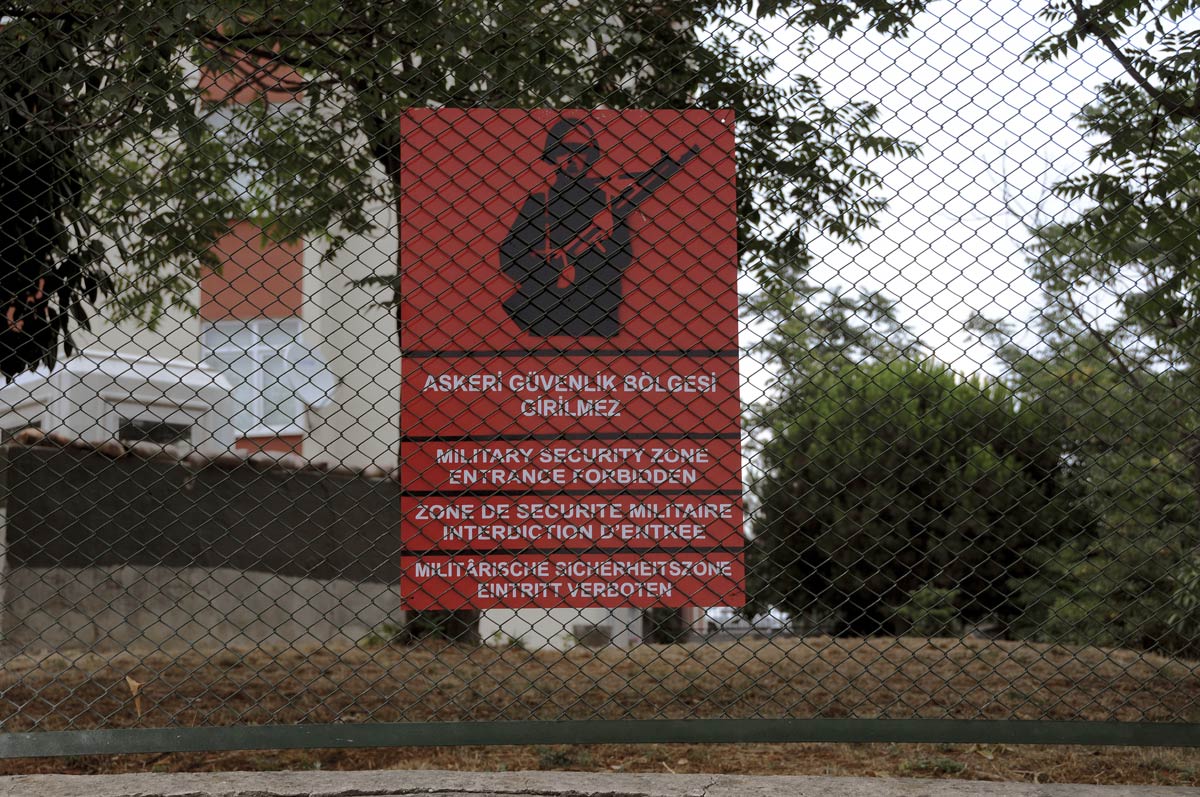 ASKERİ GÜVENLİK BÖLGESİ
GİRİLMEZ
MILITARY SECURITY ZONE
ENTRANCE FORBIDDEN
ZONE DE SECURITE MILITAIRE
INTERDICTION D'ENTREE
MILITÂRISCHE SICHERHEITSZONE
EINTRITT VERBOTEN